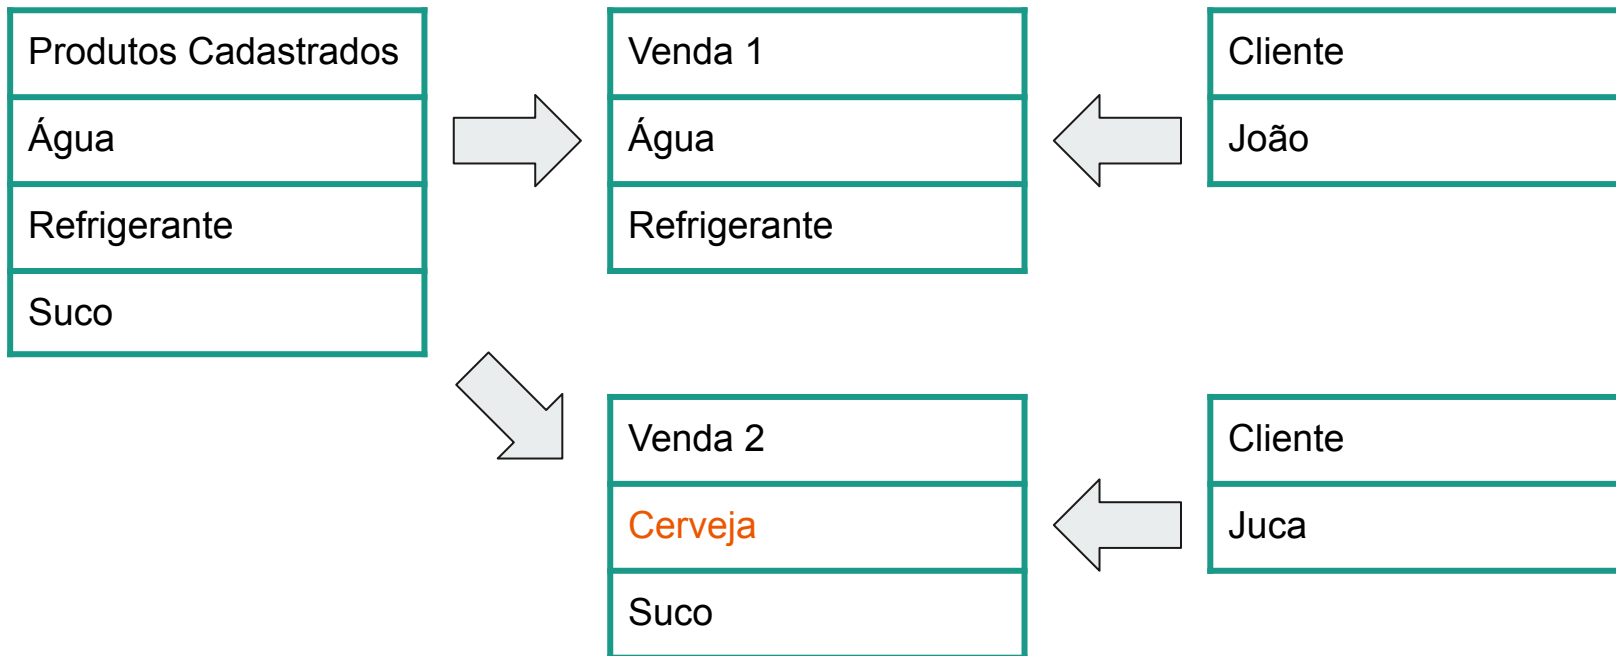 Produtos Cadastrados
Água
Refrigerante
Suco
Venda 1
Água
Refrigerante
Cliente
João
Venda 2
Cerveja
Suco
Cliente
Juca